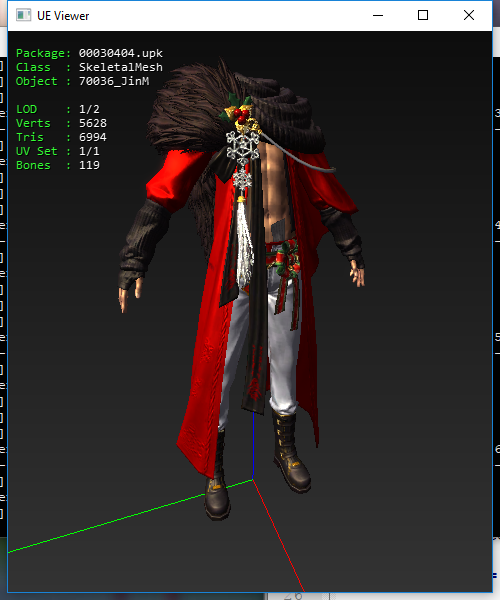 UE Viewer
Package: 00030404.upk
Class : SkeletalMesh
Object : 70036_JinM
LOD : 1/2
Verts : 5628
Tris : 6994
UV Set : 1/1
Bones : 119